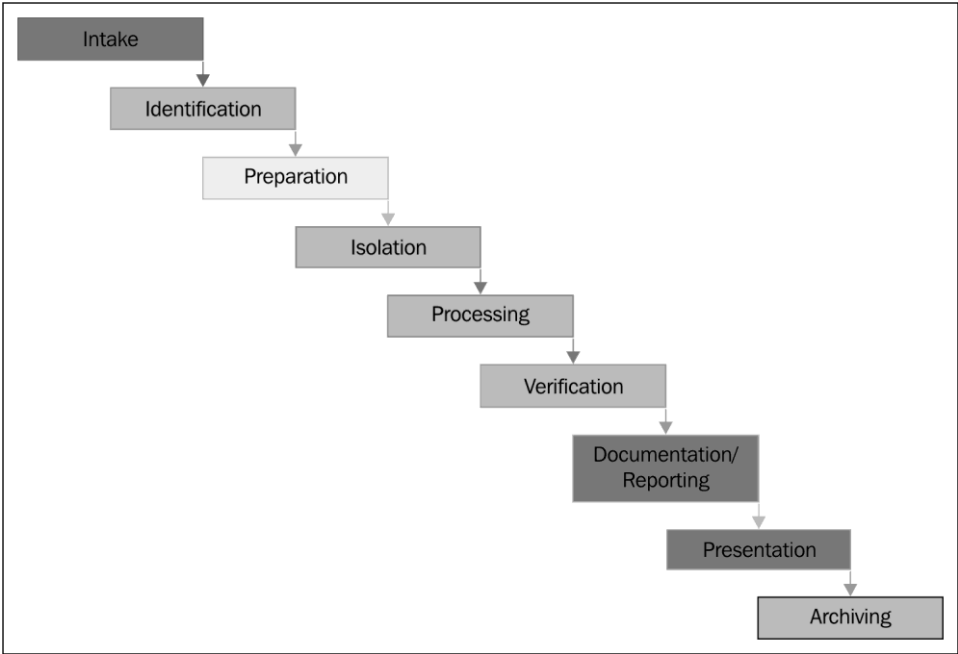 Intake
Identification
Preparation
Isolation
Processing
Verification
Documentation/
Reporting
Presentation
Archiving